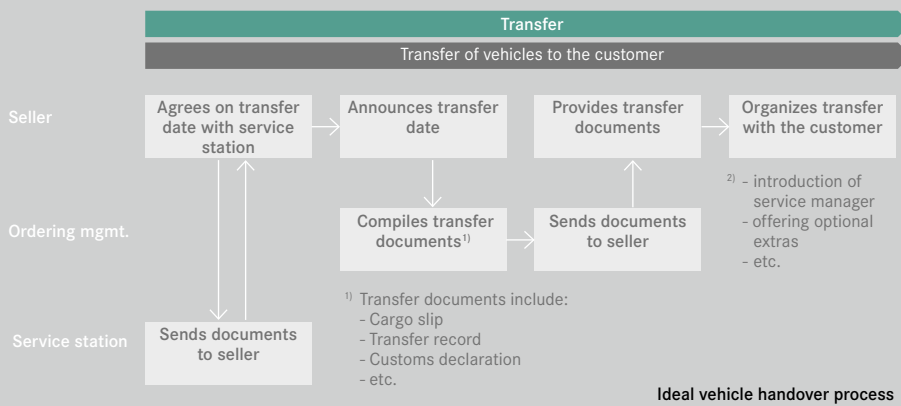 Transfer
Transfer of vehicles to the customer
Seller
Agrees on transfer
date with service
station
Announces transfer
date
Provides transfer
documents
Organizes transfer
with the customer
2) - introduction of
service manager
- offering optional
extras
- etc.
Ordering mgmt.
Compiles transfer
documents1)
Sends documents
to seller
1) Transfer documents include:
- Cargo slip
- Transfer record
- Customs declaration
- etc.
Service station
Sends documents
to seller
Ideal vehicle handover process